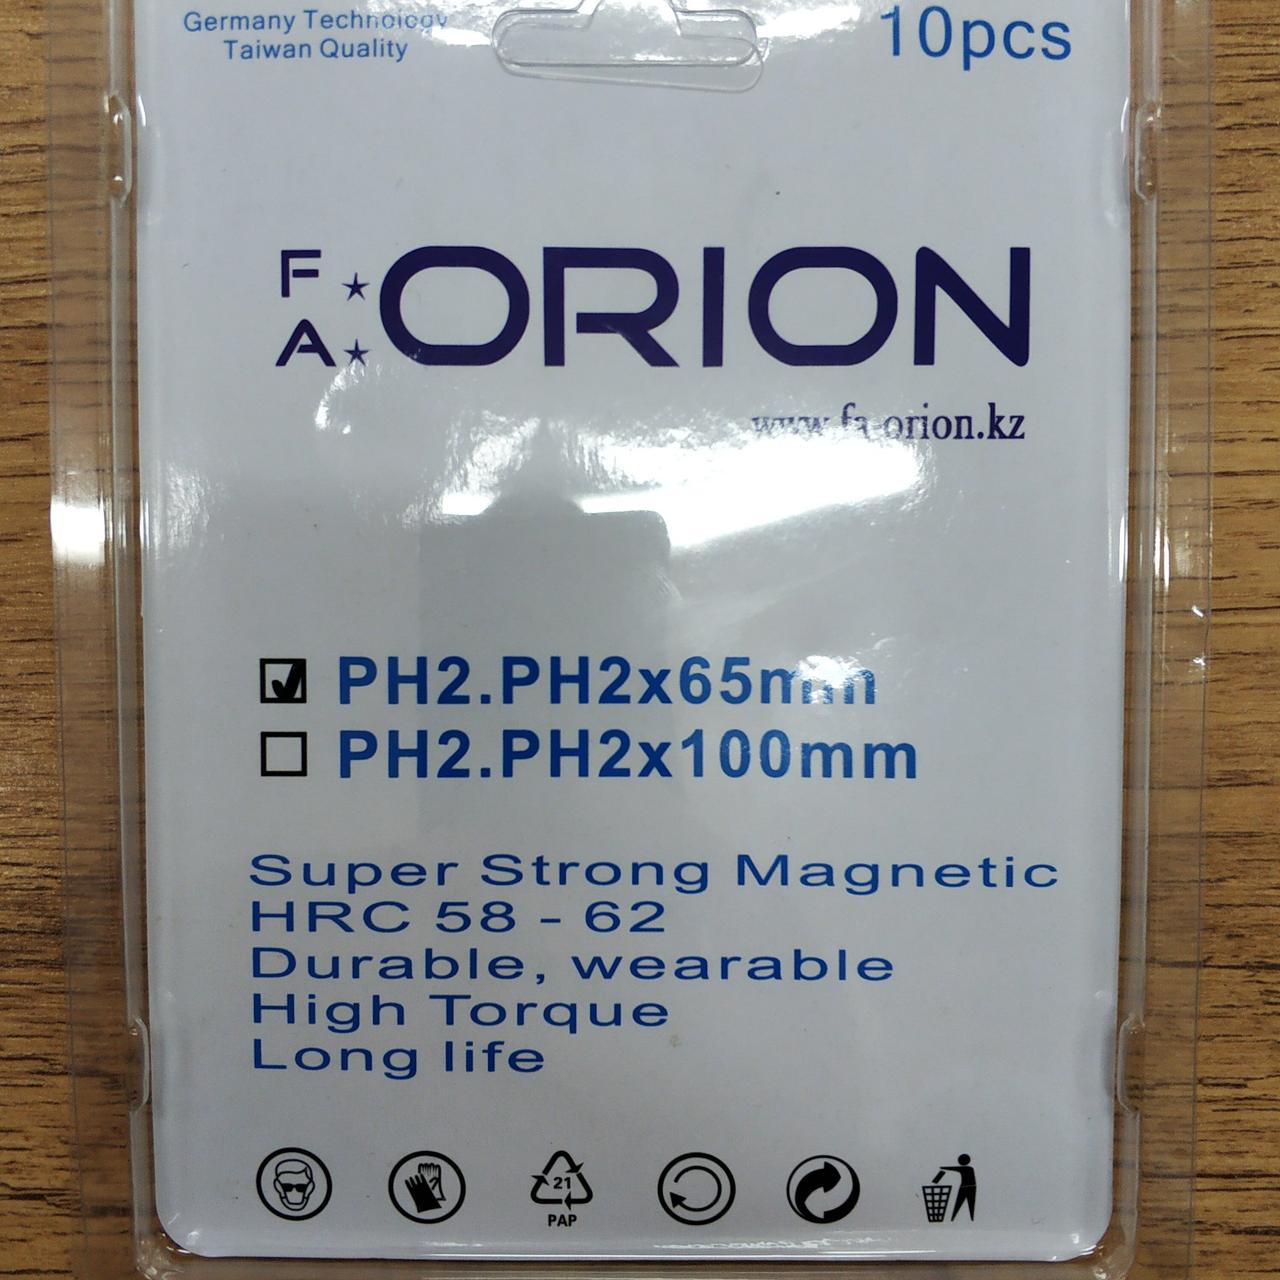 Germany Technology
Taiwan Quality
10pcs
F
A
ORION
www.fa-orion.kz
PH2.PH2x65mm
PH2.PH2x100mm
Super Strong Magnetic
HRC 58 - 62
Durable, wearable
High Torque
Long life
21
PAP